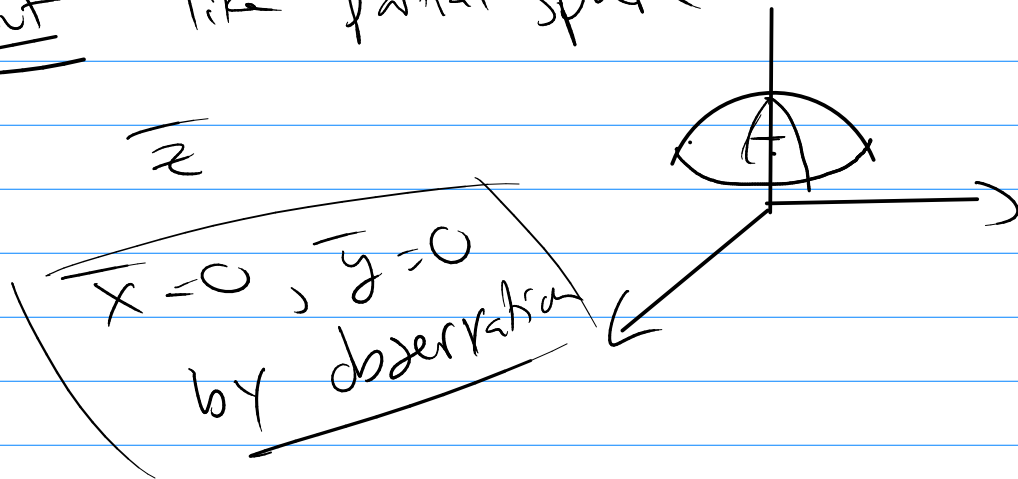 like
z̅
x̅ = 0 , y̅ = 0
by observation